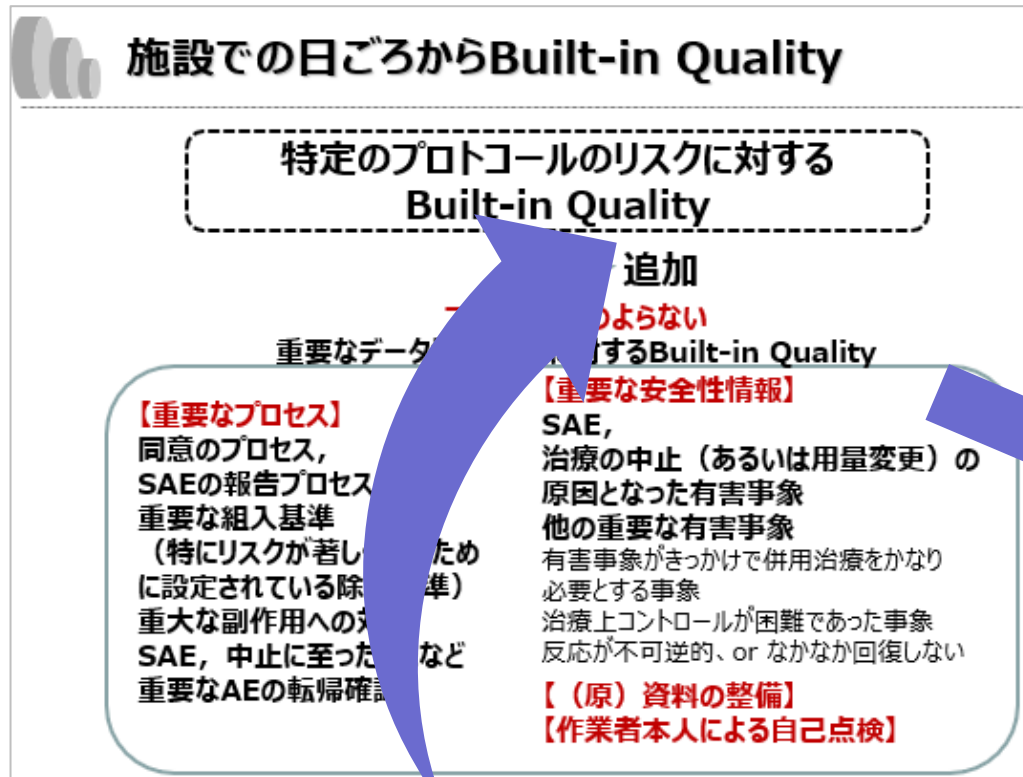 施設での日ごろからBuilt-in Quality
特定のプロトコールのリスクに対する
Built-in Quality
追加
よらない
重要なデータ するBuilt-in Quality
【重要なプロセス】
同意のプロセス,
SAEの報告プロセス
重要な組入基準
（特にリスクが著し ため
に設定されている除 準）
重大な副作用への
SAE，中止に至った など
重要なAEの転帰確
【重要な安全性情報】
SAE,
治療の中止（あるいは用量変更）の
原因となった有害事象
他の重要な有害事象
有害事象がきっかけで併用治療をかなり
必要とする事象
治療上コントロールが困難であった事象
反応が不可逆的、or なかなか回復しない
【（原）資料の整備】
【作業者本人による自己点検】